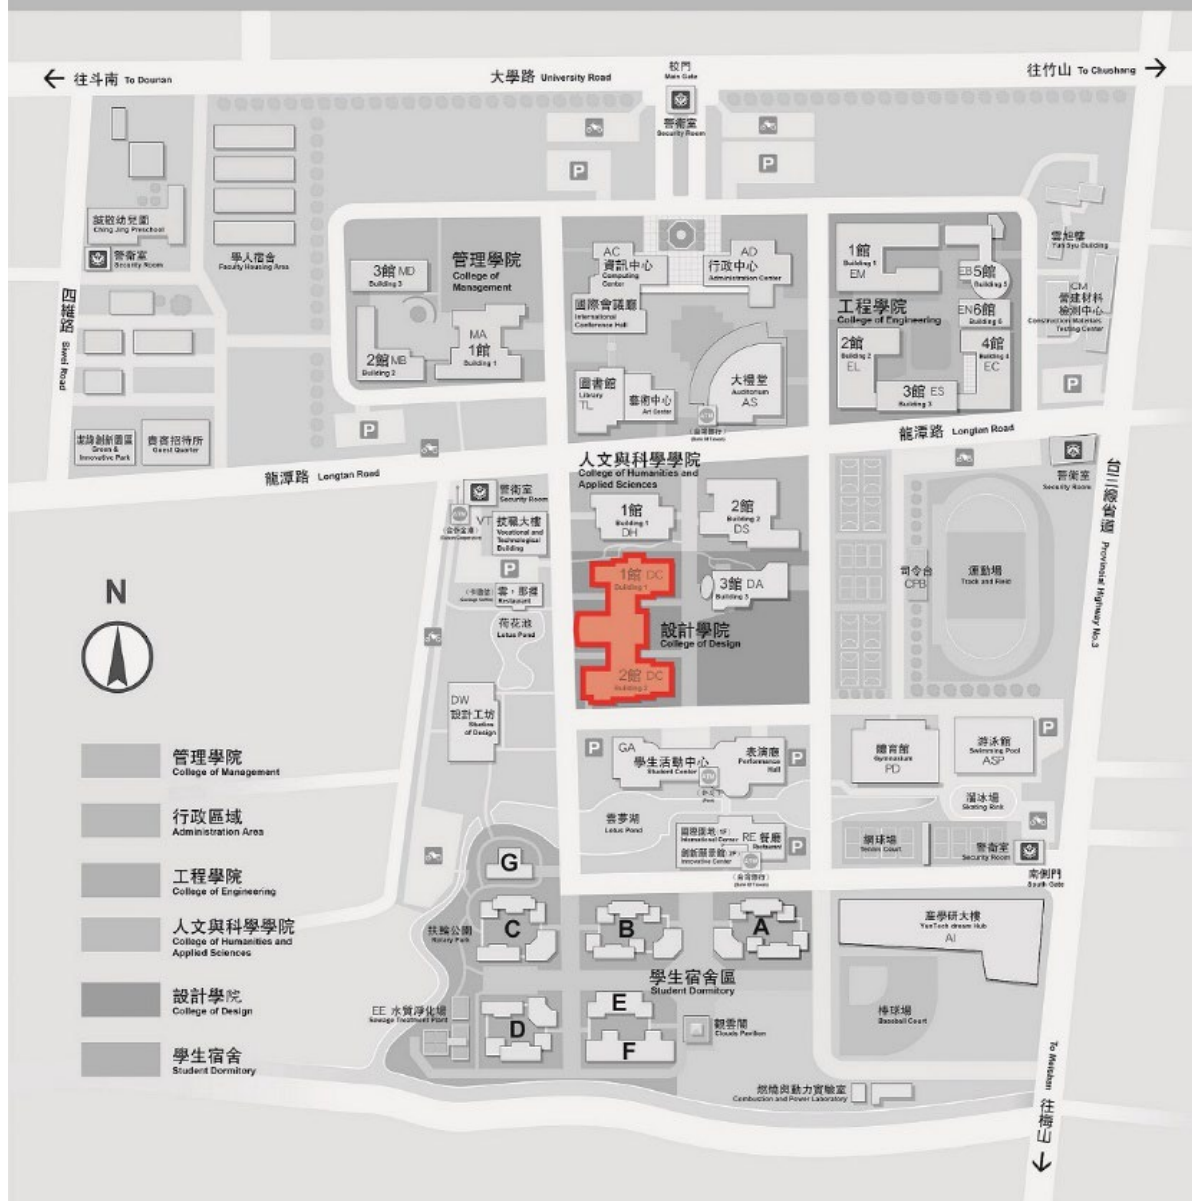 往斗南 To Dounan
大學路 University Road
校門
Main Gate
往竹山 To Chushang
警衛室
Security Room
P
P
誠敬幼兒園
Ching Jing Preschool
警衛室
Security Room
學人宿舍
Faculty Housing Area
四維路 Siwei Road
3館 MD
Building 3
管理學院
College of
Management
MA
1館
Building 1
2館 MB
Building 2
AC
資訊中心
Computing
Center
AD
行政中心
Administration Center
國際會議廳
International
Conference Hall
圖書館
Library
TL
藝術中心
Art Center
大禮堂
Auditorium
AS
ATM
1館
Building 1
EM
EB 5館
Building 5
工程學院
College of Engineering
EN 6館
Building 6
2館
Building 2
EL
4館
Building 4
EC
3館 ES
Building 3
雲旭樓
Yun Syu Building
CM
營建材料
檢測中心
Construction Materials
Testing Center
P
P
創新園區
Green &
Innovative Park
貴賓招待所
Guest Quarter
龍潭路 Longtan Road
龍潭路 Longtan Road
警衛室
Security Room
台三線省道 Provincial Highway No.3
人文與科學學院
College of Humanities and
Applied Sciences
警衛室
Security Room
ATM
VT
技職大樓
Vocational and
Technological
Building
P
1館
Building 1
DH
2館
Building 2
DS
1館 DC
Building 1
3館 DA
Building 3
雲・那裡
Restaurant
荷花池
Lotus Pond
設計學院
College of Design
2館 DC
Building 2
司令台
CPB
運動場
Track and Field
N
DW
設計工坊
Studios
of Design
P
GA
學生活動中心
Student Center
ATM
表演廳
Performance
Hall
P
體育館
Gymnasium
PD
游泳館
Swimming Pool
ASP
P
溜冰場
Skating Rink
雲夢湖
Lotus Pond
國際園地 (1F)
International Corner
創新願景館 (2F)
Innovative Center
RE 餐廳
Restaurant
ATM
P
網球場
Tennis Court
警衛室
Security Room
南側門
South Gate
管理學院
College of Management
行政區域
Administration Area
工程學院
College of Engineering
人文與科學學院
College of Humanities and
Applied Sciences
設計學院
College of Design
學生宿舍
Student Dormitory
G
C
B
A
扶輪公園
Rotary Park
學生宿舍區
Student Dormitory
產學研大樓
YunTech dream Hub
AI
EE 水質淨化場
Sewage Treatment Plant
D
E
F
觀雲閣
Clouds Pavilion
棒球場
Baseball Court
燃燒與動力實驗室
Combustion and Power Laboratory
To Meishan 往梅山